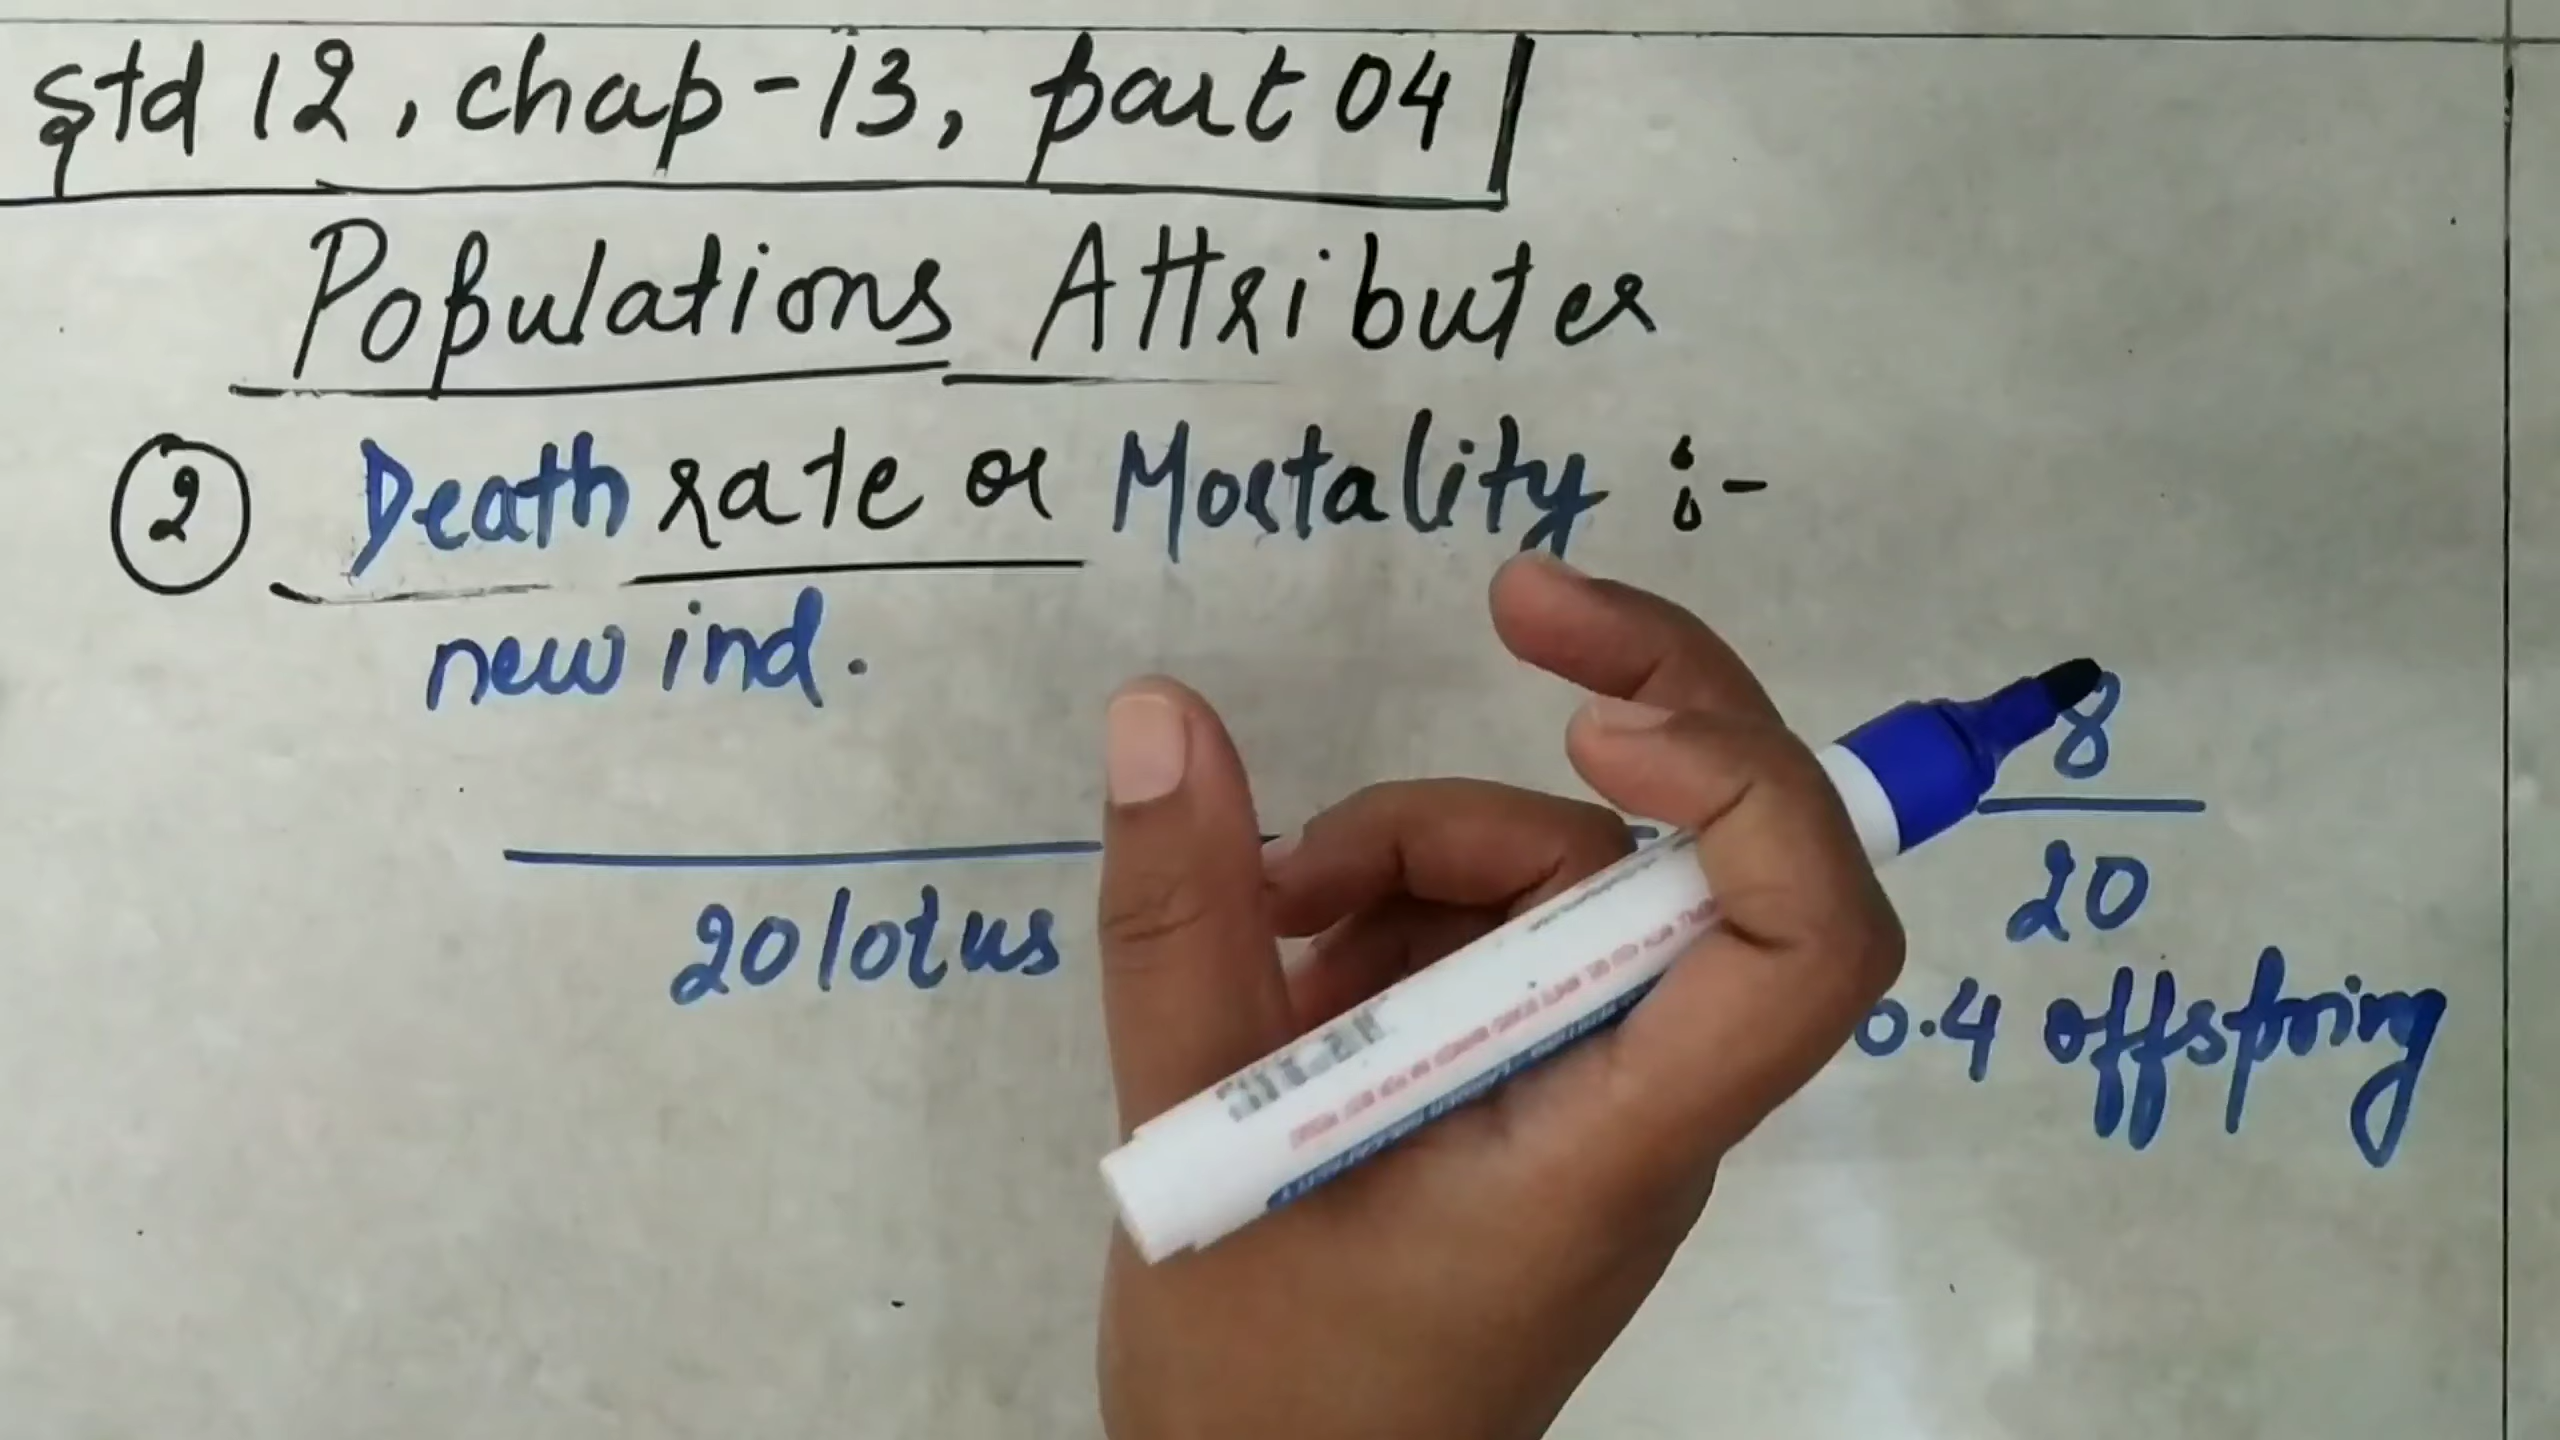 Std 12, chap-13, part 04
Populations Attributes
2 Death rate or Mortality :-
new ind.
8
20 lotus
20
0.4 offspring